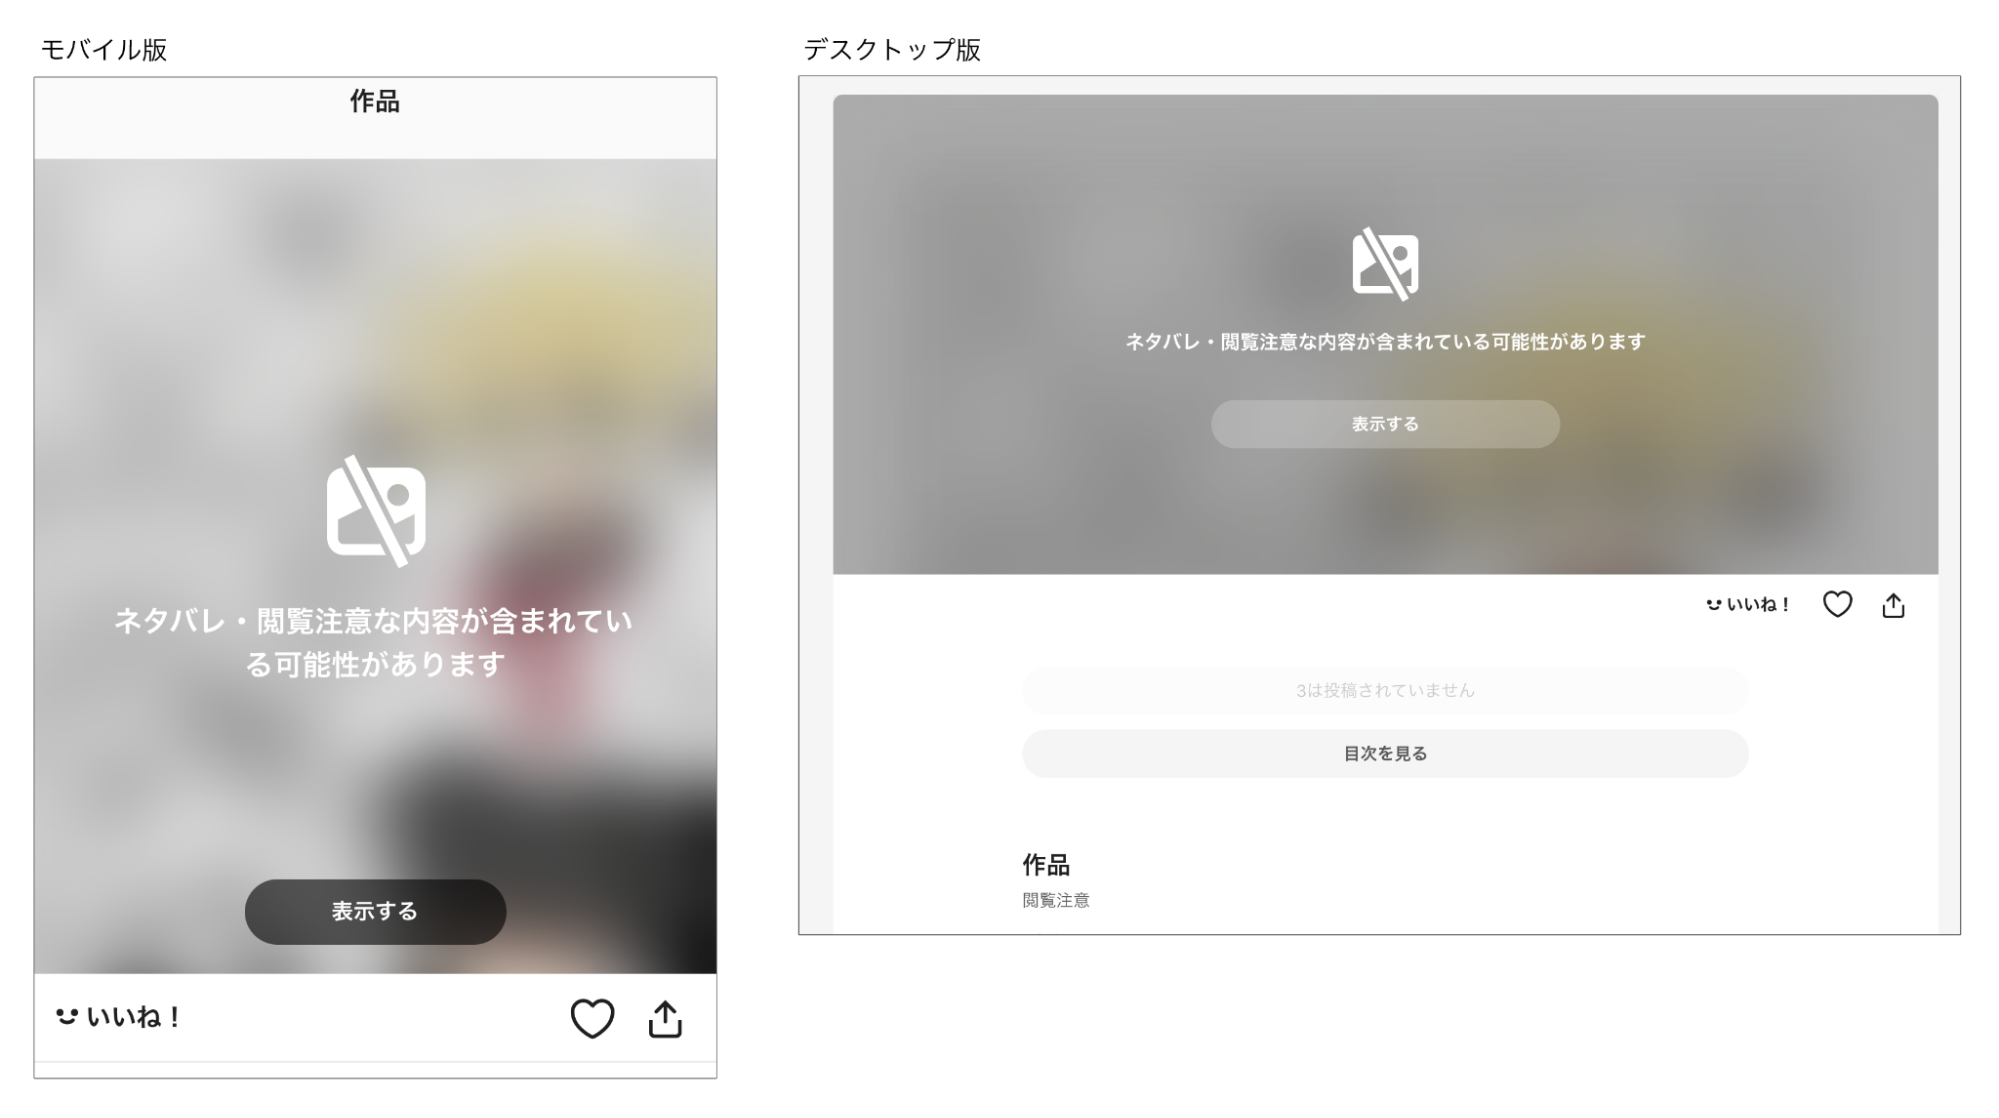 モバイル版
作品
ネタバレ・閲覧注意な内容が含まれてい
る可能性があります
表示する
いいね！
デスクトップ版
ネタバレ・閲覧注意な内容が含まれている可能性があります
表示する
いいね！
3は投稿されていません
目次を見る
作品
閲覧注意